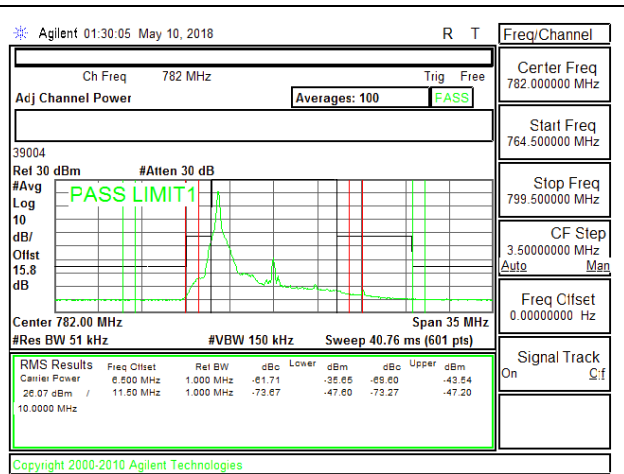 Agilent 01:30:05 May 10, 2018 R T
Freq/Channel
Ch Freq 782 MHz Trig Free
Adj Channel Power Averages: 100 PASS
Center Freq
782.000000 MHz
Start Freq
764.500000 MHz
Stop Freq
799.500000 MHz
CF Step
3.50000000 MHz
Auto Man
Freq Offset
0.00000000 Hz
Signal Track
On Off
39004
Ref 30 dBm #Atten 30 dB
#Avg
Log
10
dB/
Offst
15.8
dB
PASS LIMIT1
Center 782.00 MHz Span 35 MHz
#Res BW 51 kHz #VBW 150 kHz Sweep 40.76 ms (601 pts)
RMS Results Freq Offset Ref BW dBc Lower dBm dBc Upper dBm
Carrier Power 6.500 MHz 1.000 MHz -61.71 -35.65 -69.60 -43.54
26.07 dBm / 11.50 MHz 1.000 MHz -73.67 -47.60 -73.27 -47.20
10.0000 MHz
Copyright 2000-2010 Agilent Technologies